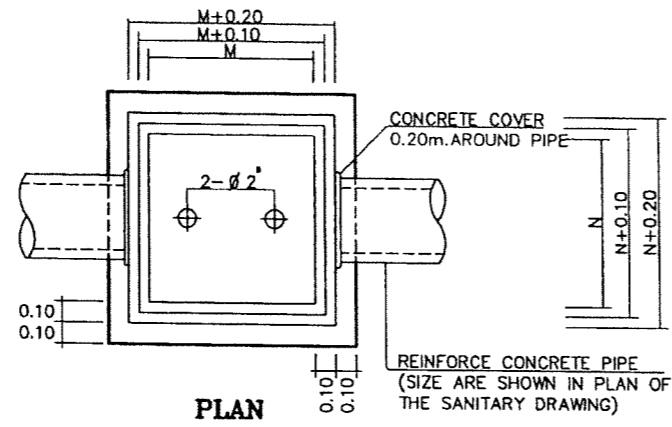 M+0.20
M+0.10
M
CONCRETE COVER
0.20m.AROUND PIPE
2-Ø 2"
N
N+0.10
N+0.20
0.10
0.10
0.10
0.10
REINFORCE CONCRETE PIPE
(SIZE ARE SHOWN IN PLAN OF
THE SANITARY DRAWING)
PLAN